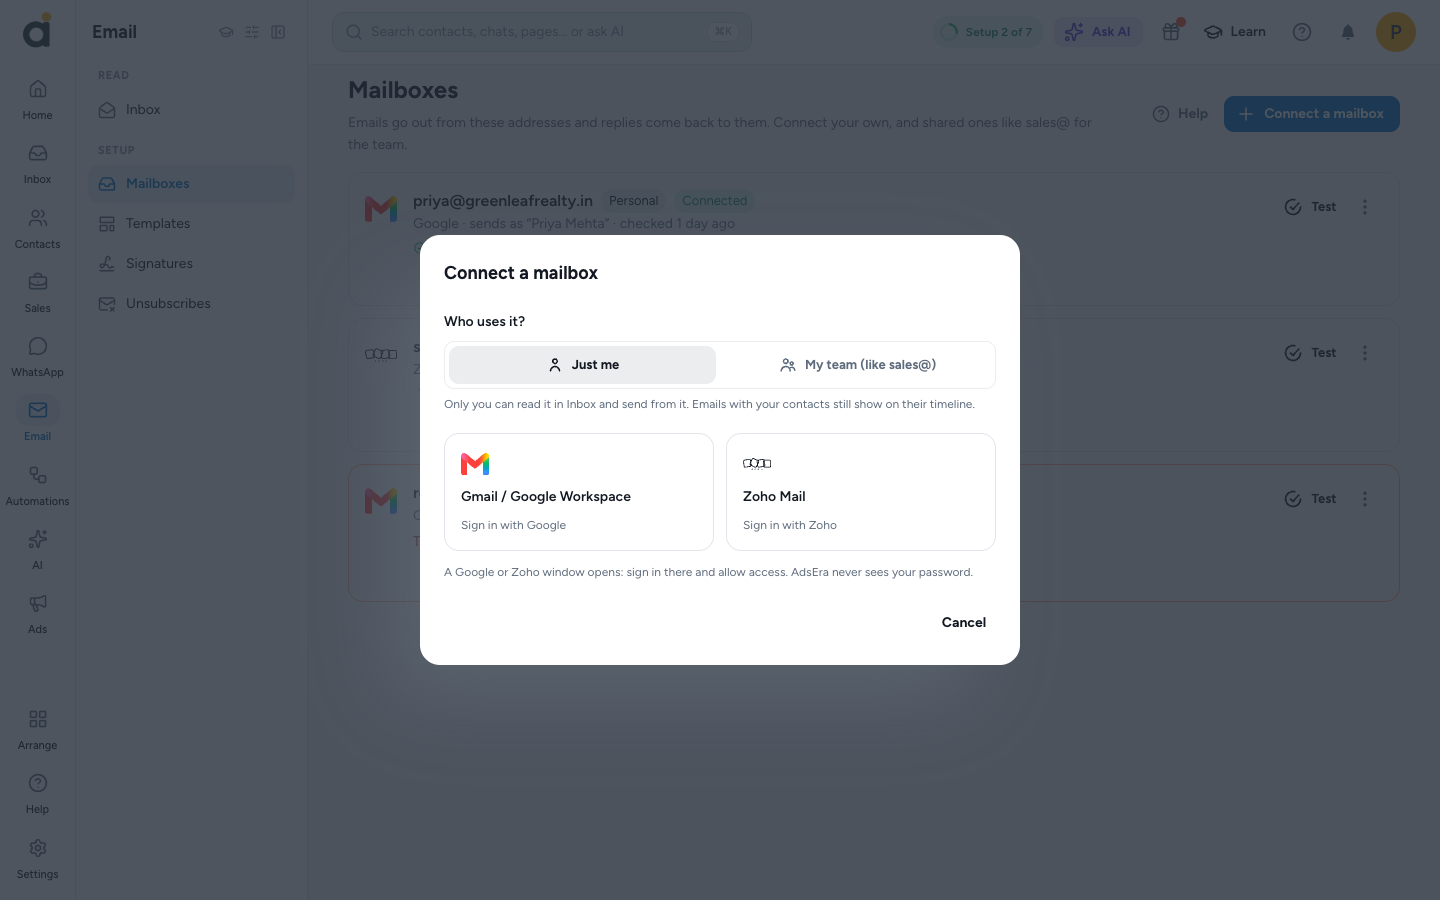 Email
Search contacts, chats, pages... or ask AI
⌘K
Setup 2 of 7
Ask AI
Learn
P
Home
Inbox
Contacts
Sales
WhatsApp
Email
Automations
AI
Ads
Arrange
Help
Settings
READ
Inbox
SETUP
Mailboxes
Templates
Signatures
Unsubscribes
Mailboxes
Emails go out from these addresses and replies come back to them. Connect your own, and shared ones like sales@ for
the team.
Help
Connect a mailbox
priya@greenleafrealty.in Personal Connected
Google · sends as "Priya Mehta" · checked 1 day ago
Test
Test
Test
Connect a mailbox
Who uses it?
Just me
My team (like sales@)
Only you can read it in Inbox and send from it. Emails with your contacts still show on their timeline.
Gmail / Google Workspace
Sign in with Google
Zoho Mail
Sign in with Zoho
A Google or Zoho window opens: sign in there and allow access. AdsEra never sees your password.
Cancel